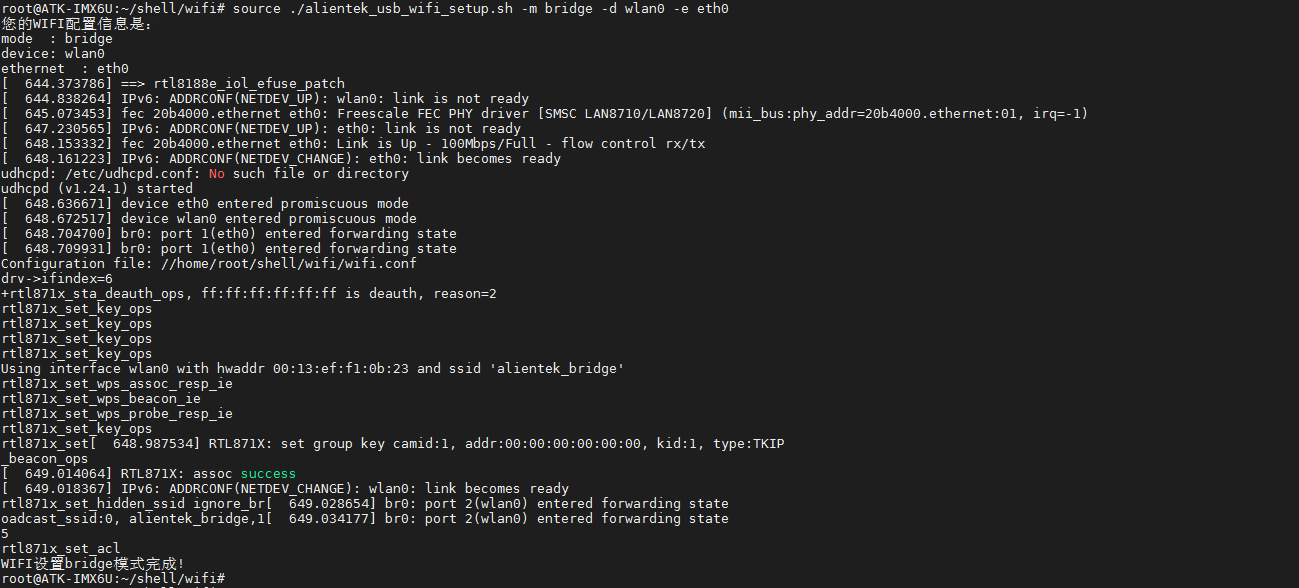 root@ATK-IMX6U:~/shell/wifi# source ./alientek_usb_wifi_setup.sh -m bridge -d wlan0 -e eth0
您的WIFI配置信息是：
mode  : bridge
device: wlan0
ethernet  : eth0
[  644.373786] ==> rtl8188e_iol_efuse_patch
[  644.838264] IPv6: ADDRCONF(NETDEV_UP): wlan0: link is not ready
[  645.073453] fec 20b4000.ethernet eth0: Freescale FEC PHY driver [SMSC LAN8710/LAN8720] (mii_bus:phy_addr=20b4000.ethernet:01, irq=-1)
[  647.230565] IPv6: ADDRCONF(NETDEV_UP): eth0: link is not ready
[  648.153332] fec 20b4000.ethernet eth0: Link is Up - 100Mbps/Full - flow control rx/tx
[  648.161223] IPv6: ADDRCONF(NETDEV_CHANGE): eth0: link becomes ready
udhcpd: /etc/udhcpd.conf: No such file or directory
udhcpd (v1.24.1) started
[  648.636671] device eth0 entered promiscuous mode
[  648.672517] device wlan0 entered promiscuous mode
[  648.704700] br0: port 1(eth0) entered forwarding state
[  648.709931] br0: port 1(eth0) entered forwarding state
Configuration file: //home/root/shell/wifi/wifi.conf
drv->ifindex=6
+rtl871x_sta_deauth_ops, ff:ff:ff:ff:ff:ff is deauth, reason=2
rtl871x_set_key_ops
rtl871x_set_key_ops
rtl871x_set_key_ops
rtl871x_set_key_ops
Using interface wlan0 with hwaddr 00:13:ef:f1:0b:23 and ssid 'alientek_bridge'
rtl871x_set_wps_assoc_resp_ie
rtl871x_set_wps_beacon_ie
rtl871x_set_wps_probe_resp_ie
rtl871x_set_key_ops
rtl871x_set[  648.987534] RTL871X: set group key camid:1, addr:00:00:00:00:00:00, kid:1, type:TKIP
_beacon_ops
[  649.014064] RTL871X: assoc success
[  649.018367] IPv6: ADDRCONF(NETDEV_CHANGE): wlan0: link becomes ready
rtl871x_set_hidden_ssid ignore_br[  649.028654] br0: port 2(wlan0) entered forwarding state
oadcast_ssid:0, alientek_bridge,1[  649.034177] br0: port 2(wlan0) entered forwarding state
5
rtl871x_set_acl
WIFI设置bridge模式完成!
root@ATK-IMX6U:~/shell/wifi#